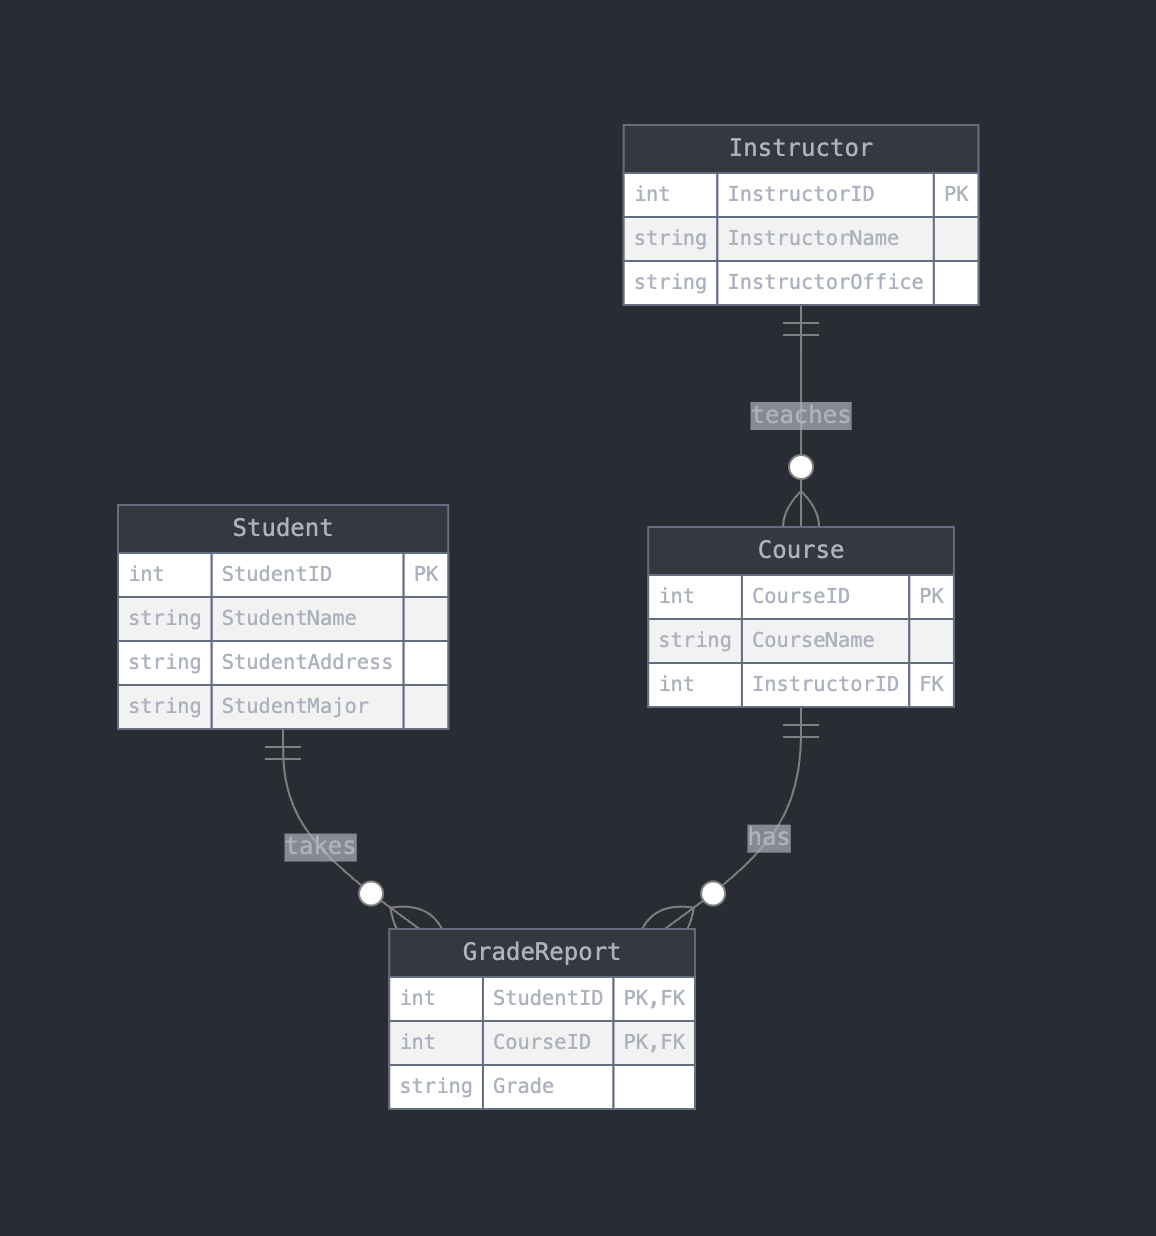 Instructor
int InstructorID PK
string InstructorName
string InstructorOffice
teaches
Student
int StudentID PK
string StudentName
string StudentAddress
string StudentMajor
Course
int CourseID PK
string CourseName
int InstructorID FK
takes
has
GradeReport
int StudentID PK,FK
int CourseID PK,FK
string Grade